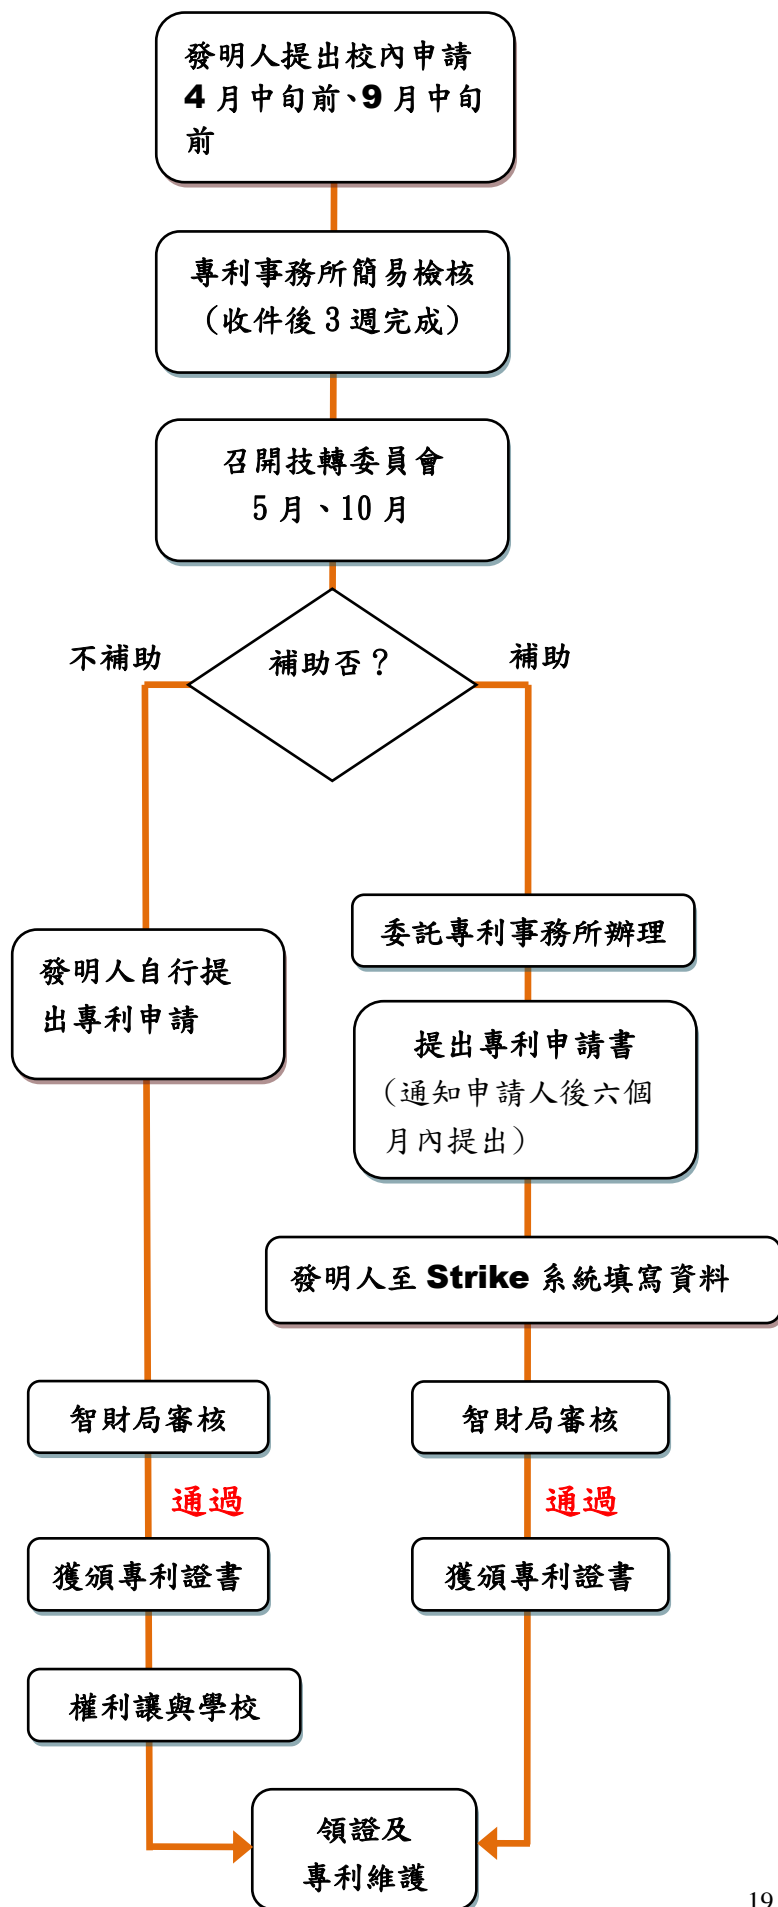 發明人提出校內申請
4 月中旬前、9 月中旬
前
專利事務所簡易檢核
（收件後 3 週完成）
召開技轉委員會
5 月、10 月
不補助
補助否？
補助
委託專利事務所辦理
發明人自行提
出專利申請
提出專利申請書
（通知申請人後六個
月內提出）
發明人至 Strike 系統填寫資料
智財局審核
智財局審核
通過
通過
獲頒專利證書
獲頒專利證書
權利讓與學校
領證及
專利維護
19